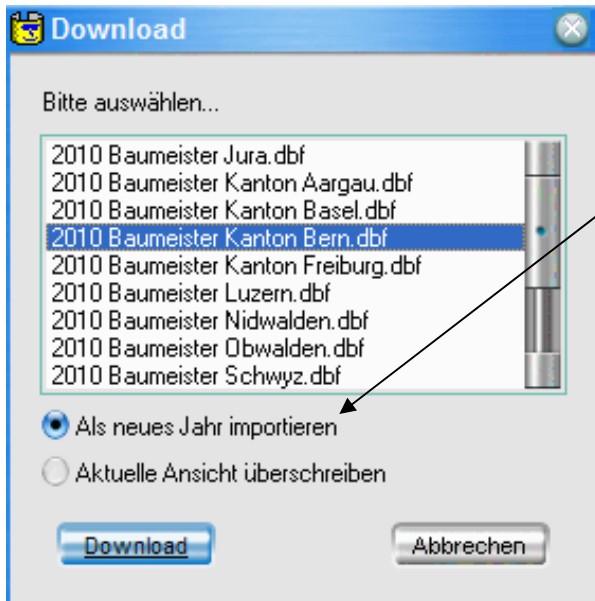 Download
Bitte auswählen...
2010 Baumeister Jura.dbf
2010 Baumeister Kanton Aargau.dbf
2010 Baumeister Kanton Basel.dbf
2010 Baumeister Kanton Bern.dbf
2010 Baumeister Kanton Freiburg.dbf
2010 Baumeister Luzern.dbf
2010 Baumeister Nidwalden.dbf
2010 Baumeister Obwalden.dbf
2010 Baumeister Schwyz.dbf
Als neues Jahr importieren
Aktuelle Ansicht überschreiben
Download Abbrechen